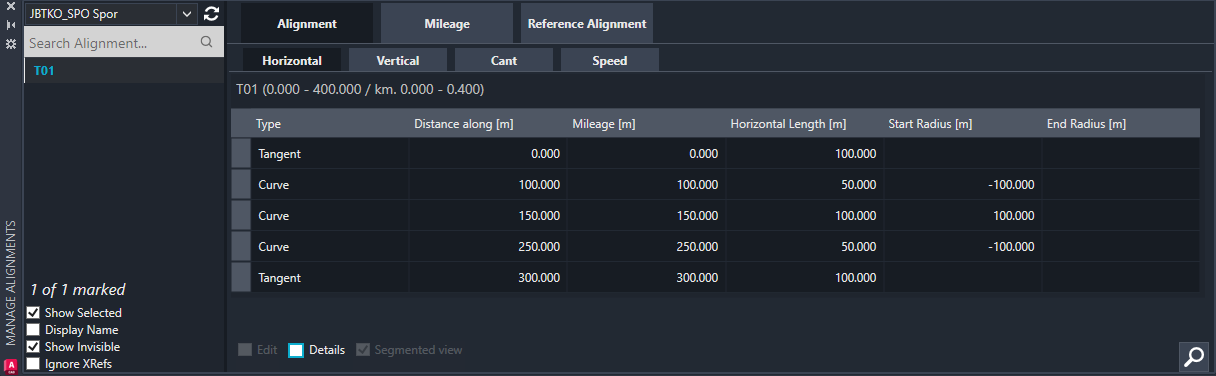 JBTKO_SPO Spor
Search Alignment...
T01
1 of 1 marked
Show Selected
Display Name
Show Invisible
Ignore XRefs
MANAGE ALIGNMENTS
Alignment Mileage Reference Alignment
Horizontal Vertical Cant Speed
T01 (0.000 - 400.000 / km. 0.000 - 0.400)
Type Distance along [m] Mileage [m] Horizontal Length [m] Start Radius [m] End Radius [m]
Tangent 0.000 0.000 100.000
Curve 100.000 100.000 50.000 -100.000
Curve 150.000 150.000 100.000 100.000
Curve 250.000 250.000 50.000 -100.000
Tangent 300.000 300.000 100.000
Edit Details Segmented view